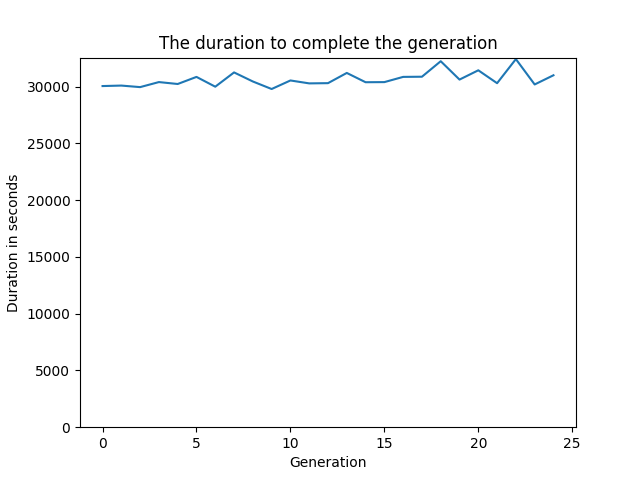 The duration to complete the generation
Duration in seconds
30000
25000
20000
15000
10000
5000
0
0 5 10 15 20 25
Generation